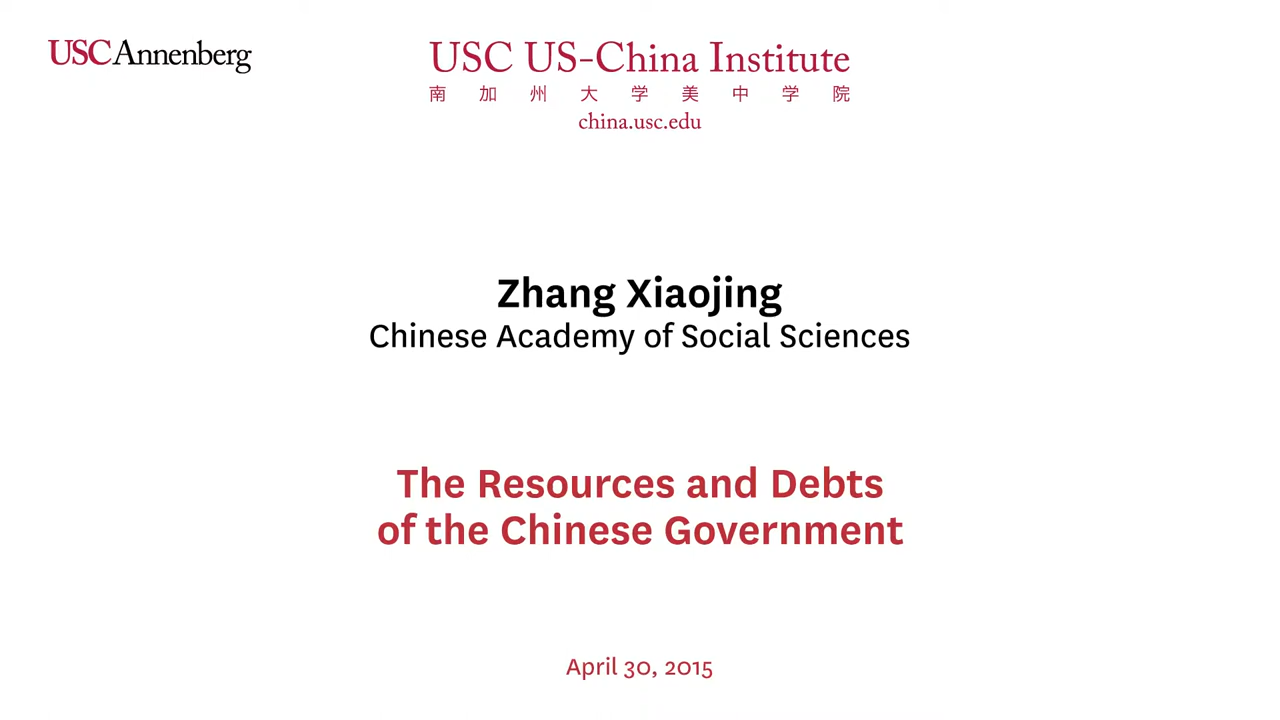 USCAnnenberg
USC US-China Institute
南加州大学美中学院
china.usc.edu
Zhang Xiaojing
Chinese Academy of Social Sciences
The Resources and Debts
of the Chinese Government
April 30, 2015